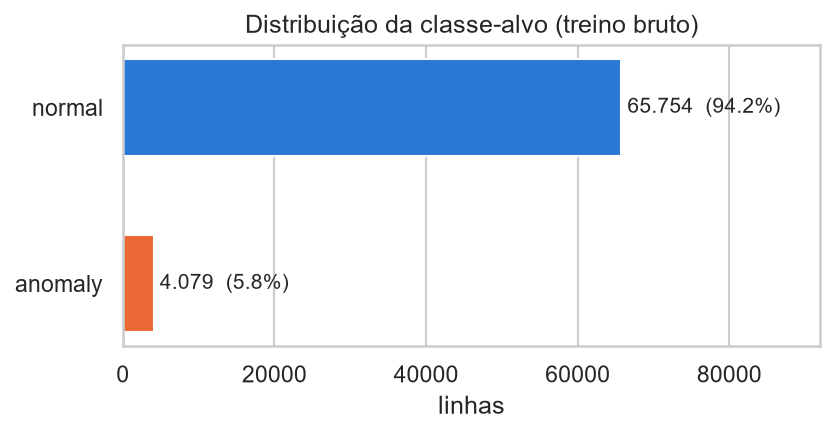 Distribuição da classe-alvo (treino bruto)
normal
65.754 (94.2%)
anomaly
4.079 (5.8%)
0 20000 40000 60000 80000
linhas